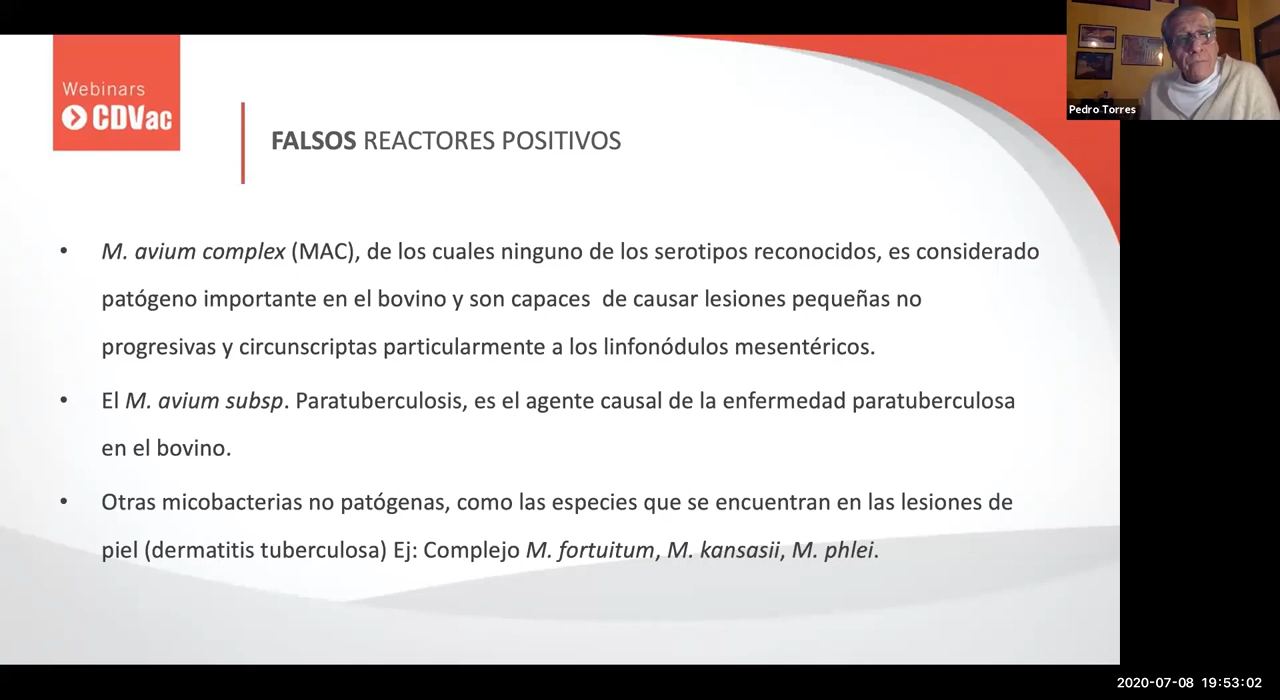 Webinars
CDVac
Pedro Torres
FALSOS REACTORES POSITIVOS
• M. avium complex (MAC), de los cuales ninguno de los serotipos reconocidos, es considerado
patógeno importante en el bovino y son capaces de causar lesiones pequeñas no
progresivas y circunscriptas particularmente a los linfonódulos mesentéricos.
• El M. avium subsp. Paratuberculosis, es el agente causal de la enfermedad paratuberculosa
en el bovino.
• Otras micobacterias no patógenas, como las especies que se encuentran en las lesiones de
piel (dermatitis tuberculosa) Ej: Complejo M. fortuitum, M. kansasii, M. phlei.
2020-07-08 19:53:02